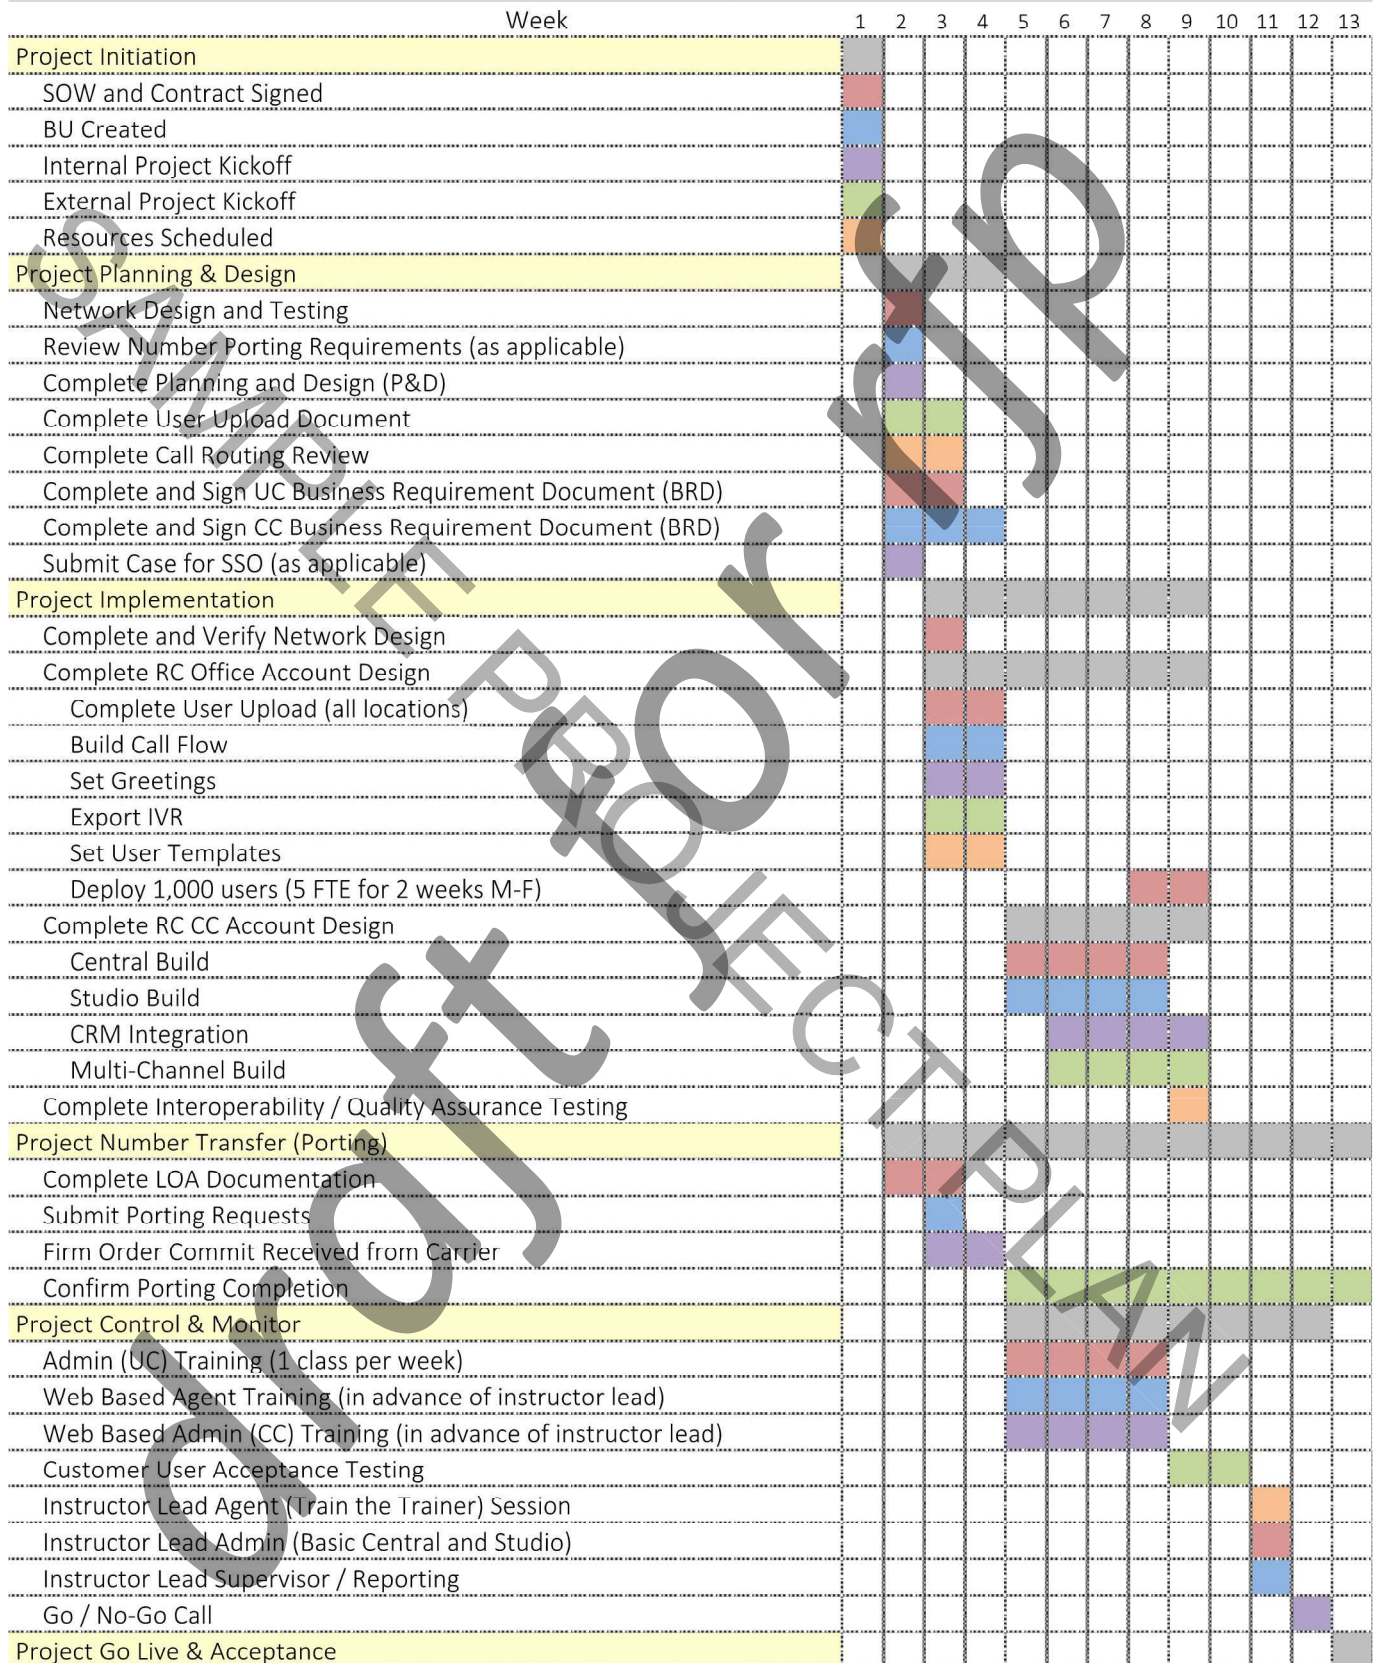 Week 1 2 3 4 5 6 7 8 9 10 11 12 13
Project Initiation
SOW and Contract Signed
BU Created
Internal Project Kickoff
External Project Kickoff
Resources Scheduled
Project Planning & Design
Network Design and Testing
Review Number Porting Requirements (as applicable)
Complete Planning and Design (P&D)
Complete User Upload Document
Complete Call Routing Review
Complete and Sign UC Business Requirement Document (BRD)
Complete and Sign CC Business Requirement Document (BRD)
Submit Case for SSO (as applicable)
Project Implementation
Complete and Verify Network Design
Complete RC Office Account Design
Complete User Upload (all locations)
Build Call Flow
Set Greetings
Export IVR
Set User Templates
Deploy 1,000 users (5 FTE for 2 weeks M-F)
Complete RC CC Account Design
Central Build
Studio Build
CRM Integration
Multi-Channel Build
Complete Interoperability / Quality Assurance Testing
Project Number Transfer (Porting)
Complete LOA Documentation
Submit Porting Requests
Firm Order Commit Received from Carrier
Confirm Porting Completion
Project Control & Monitor
Admin (UC) Training (1 class per week)
Web Based Agent Training (in advance of instructor lead)
Web Based Admin (CC) Training (in advance of instructor lead)
Customer User Acceptance Testing
Instructor Lead Agent (Train the Trainer) Session
Instructor Lead Admin (Basic Central and Studio)
Instructor Lead Supervisor / Reporting
Go / No-Go Call
Project Go Live & Acceptance
SAMPLE PROJECT PLAN
draft for rfp